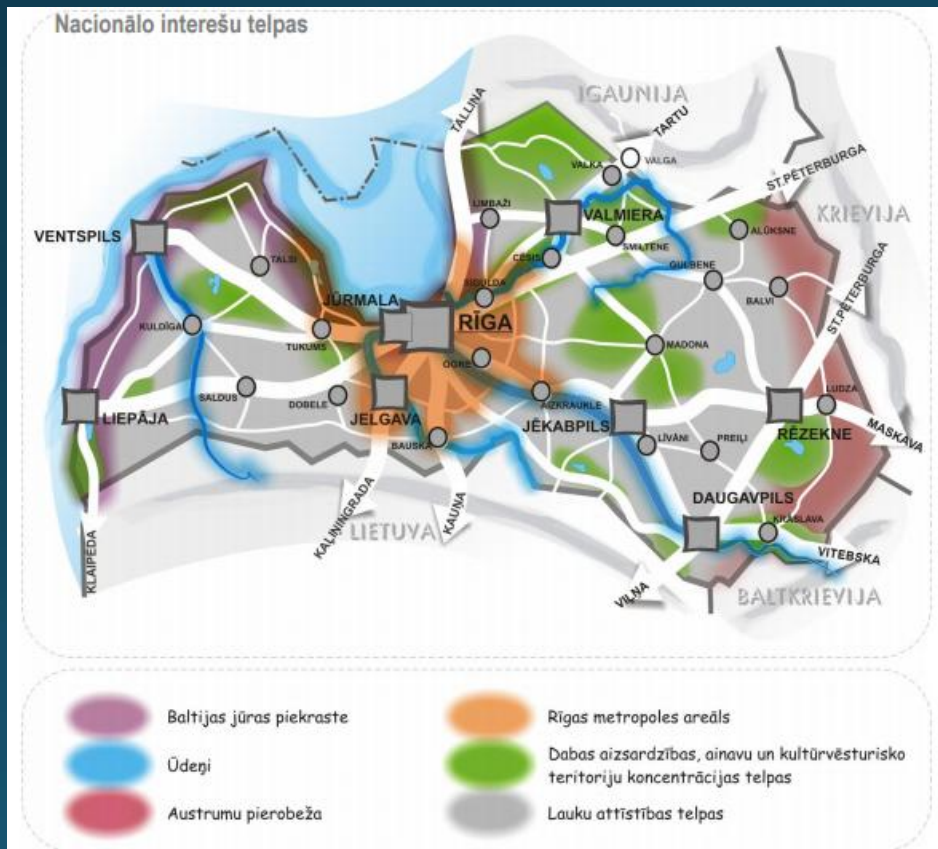 Nacionālo interešu telpas
IGAUNIJA
TALLINA
TARTU
VALKA
VALGA
ST.PĒTERBURGA
KRIEVIJA
LIMBAŽI
VALMIERA
VENTSPILS
SMILTENE
ALŪKSNE
CĒSIS
TALSI
GULBENE
SIGULDA
BALVI
ST.PĒTERBURGA
JŪRMALA
RĪGA
KULDĪGA
TUKUMS
MADONA
OGRE
SALDUS
DOBELE
AIZKRAUKLE
LUDZA
LIEPĀJA
JELGAVA
JĒKABPILS
RĒZEKNE
MASKAVA
BAUSKA
LĪVĀNI
PREIĻI
DAUGAVPILS
KAĻIŅINGRADA
LIETUVA
KAUŅA
KRĀSLAVA
KLAIPĒDA
VITEBSKA
VIĻŅA
BALTKRIEVIJA
Baltijas jūras piekraste
Ūdeņi
Austrumu pierobeža
Rīgas metropoles areāls
Dabas aizsardzības, ainavu un kultūrvēsturisko
teritoriju koncentrācijas telpas
Lauku attīstības telpas